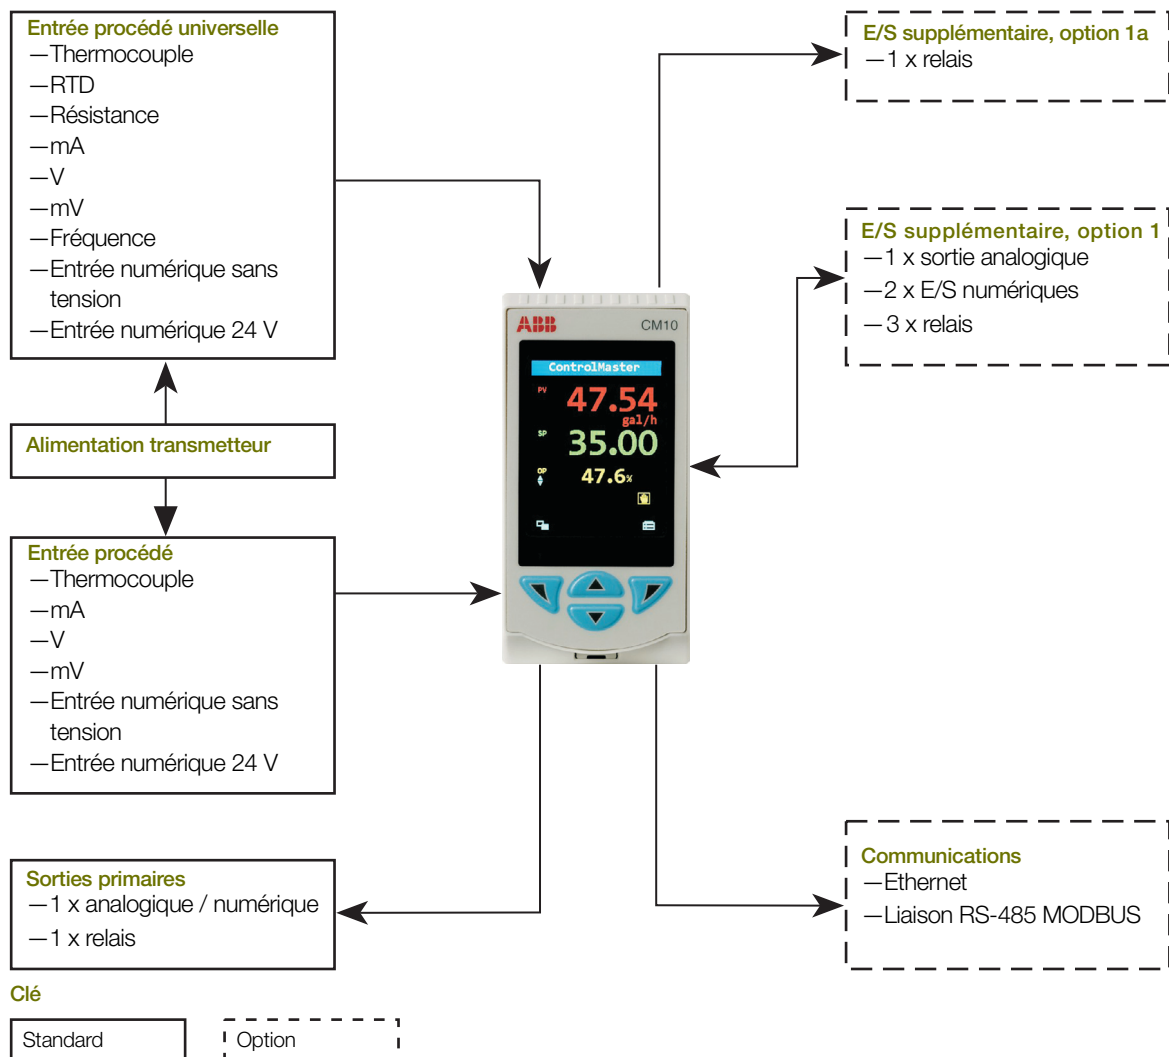 Entrée procédé universelle
—Thermocouple
—RTD
—Résistance
—mA
—V
—mV
—Fréquence
—Entrée numérique sans
tension
—Entrée numérique 24 V
Alimentation transmetteur
Entrée procédé
—Thermocouple
—mA
—V
—mV
—Entrée numérique sans
tension
—Entrée numérique 24 V
Sorties primaires
—1 x analogique / numérique
—1 x relais
ABB CM10
ControlMaster
PV 47.54
gal/h
SP 35.00
OP 47.6%
E/S supplémentaire, option 1a
—1 x relais
E/S supplémentaire, option 1
—1 x sortie analogique
—2 x E/S numériques
—3 x relais
Communications
—Ethernet
—Liaison RS-485 MODBUS
Clé
Standard
Option